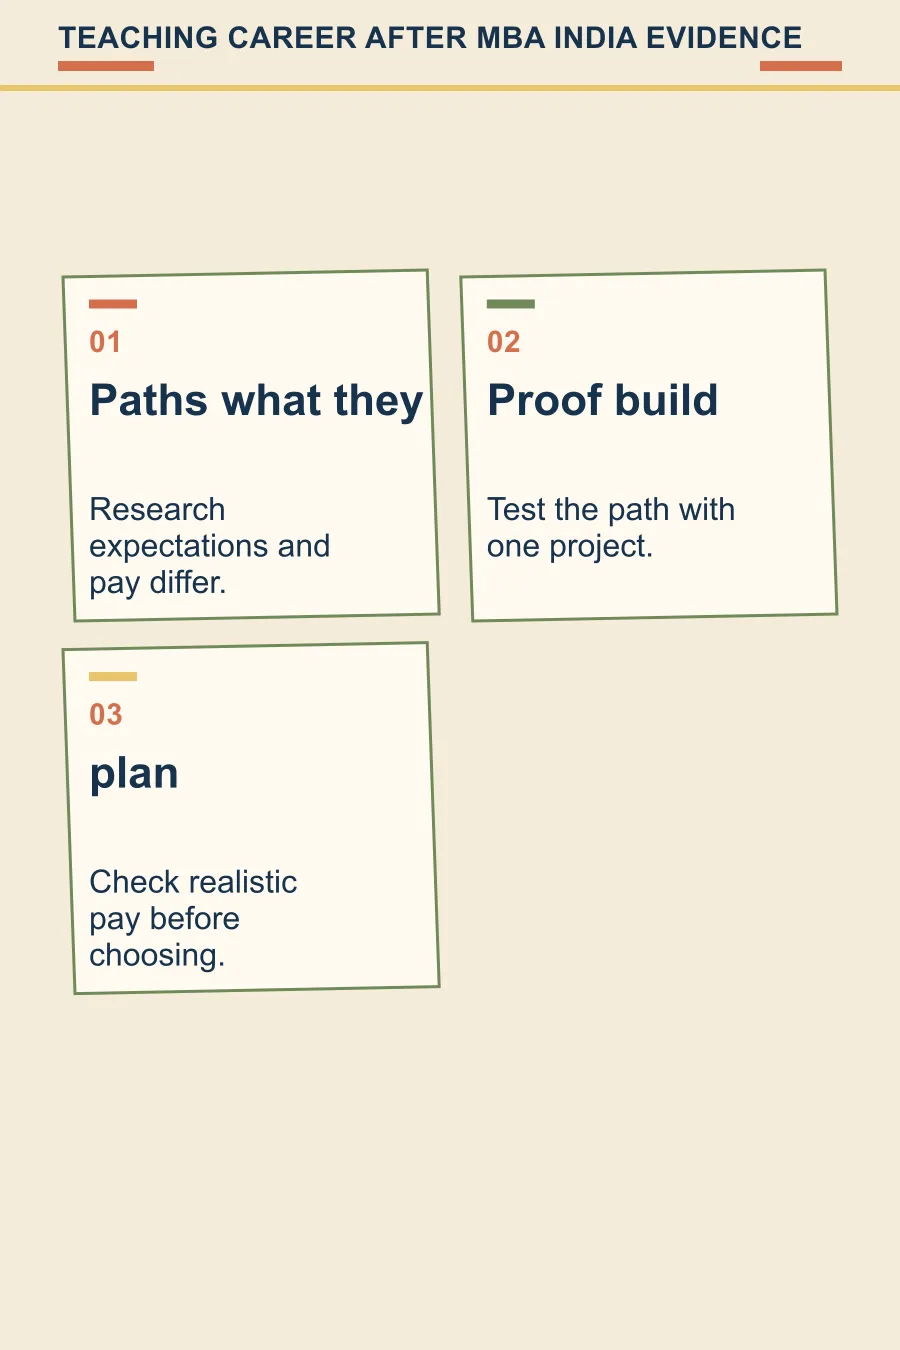 TEACHING CAREER AFTER MBA INDIA EVIDENCE
01
Paths what they
Research
expectations and
pay differ.
02
Proof build
Test the path with
one project.
03
plan
Check realistic
pay before
choosing.